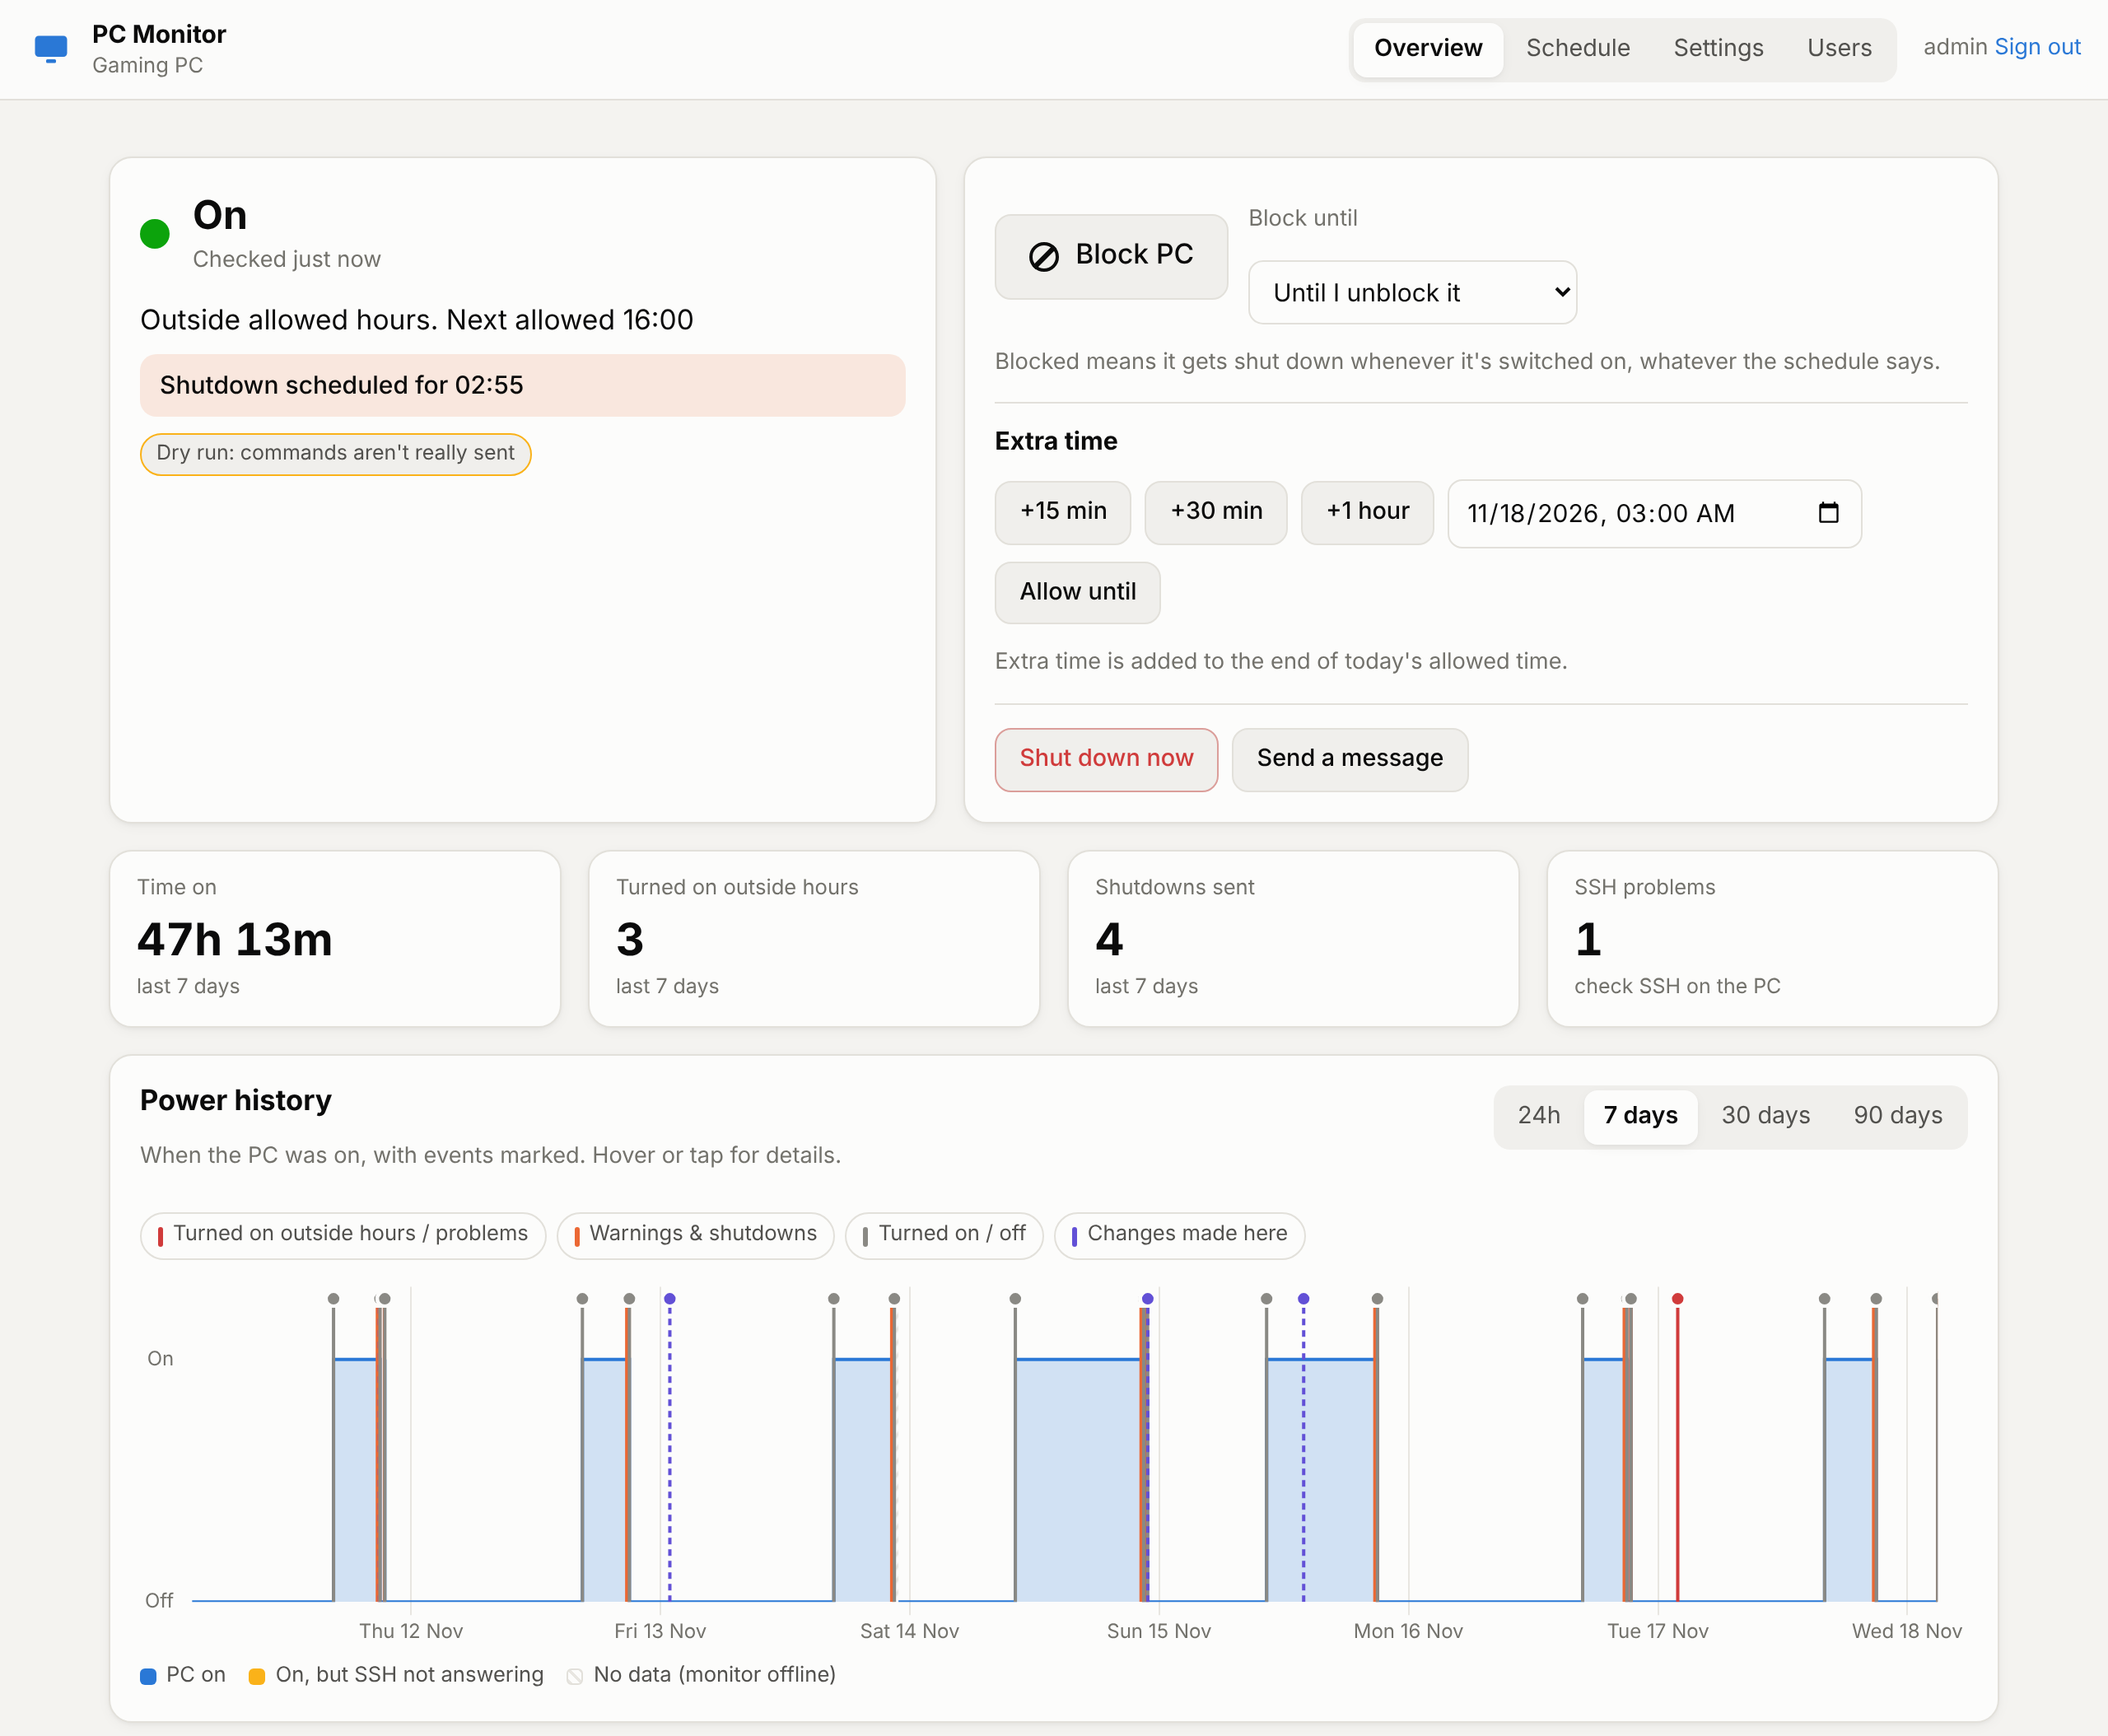 PC Monitor
Gaming PC
Overview
Schedule
Settings
Users
admin Sign out
On
Checked just now
Outside allowed hours. Next allowed 16:00
Shutdown scheduled for 02:55
Dry run: commands aren't really sent
Block PC
Block until
Until I unblock it
Blocked means it gets shut down whenever it's switched on, whatever the schedule says.
Extra time
+15 min
+30 min
+1 hour
11/18/2026, 03:00 AM
Allow until
Extra time is added to the end of today's allowed time.
Shut down now
Send a message
Time on
47h 13m
last 7 days
Turned on outside hours
3
last 7 days
Shutdowns sent
4
last 7 days
SSH problems
1
check SSH on the PC
Power history
When the PC was on, with events marked. Hover or tap for details.
24h
7 days
30 days
90 days
Turned on outside hours / problems
Warnings & shutdowns
Turned on / off
Changes made here
On
Off
Thu 12 Nov
Fri 13 Nov
Sat 14 Nov
Sun 15 Nov
Mon 16 Nov
Tue 17 Nov
Wed 18 Nov
PC on
On, but SSH not answering
No data (monitor offline)